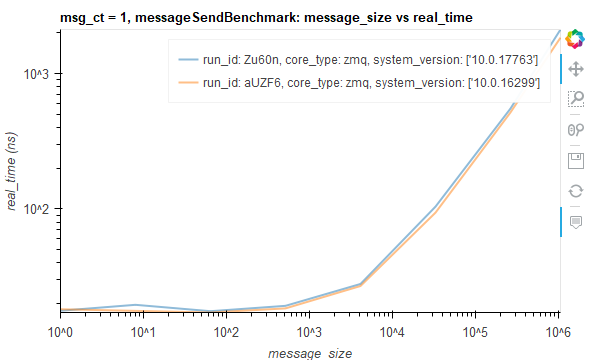 msg_ct = 1, messageSendBenchmark: message_size vs real_time
run_id: Zu60n, core_type: zmq, system_version: ['10.0.17763']
run_id: aUZF6, core_type: zmq, system_version: ['10.0.16299']
10^3
10^2
real_time (ns)
10^0 10^1 10^2 10^3 10^4 10^5 10^6
message_size